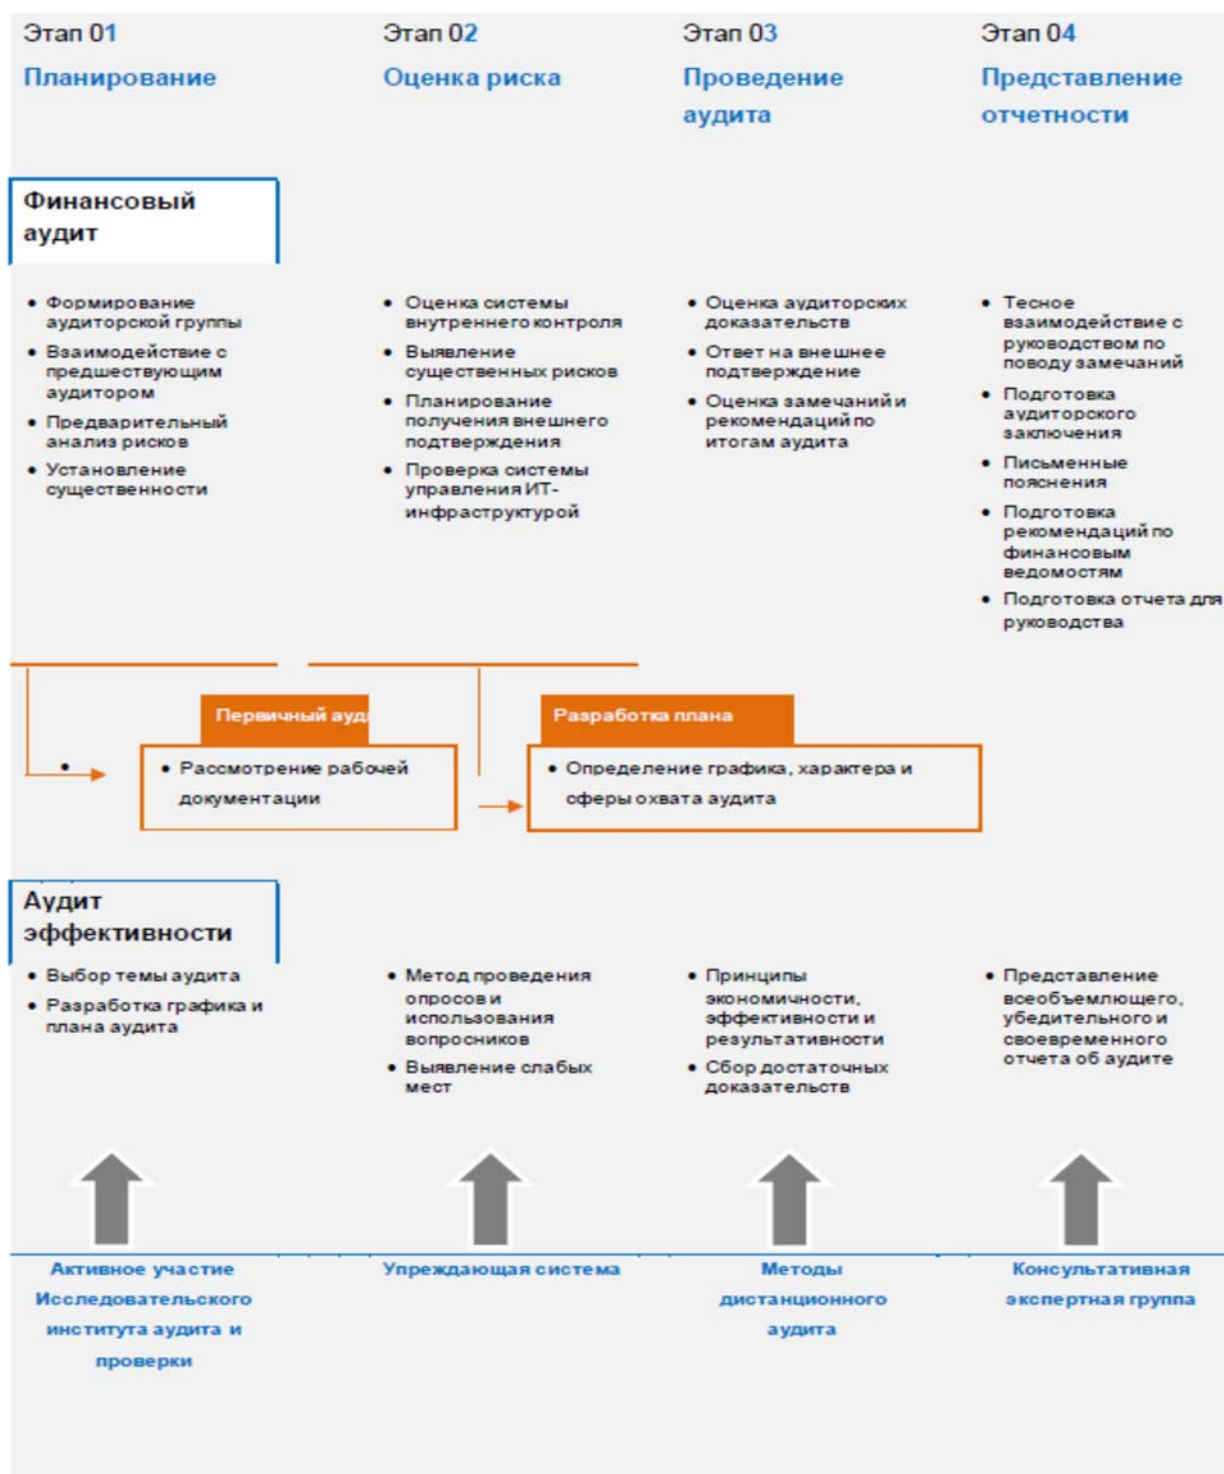 Этап 01
Планирование
Этап 02
Оценка риска
Этап 03
Проведение
аудита
Этап 04
Представление
отчетности
Финансовый
аудит
• Формирование
аудиторской группы
• Взаимодействие с
предшествующим
аудитором
• Предварительный
анализ рисков
• Установление
существенности
• Оценка системы
внутреннего контроля
• Выявление
существенных рисков
• Планирование
получения внешнего
подтверждения
• Проверка системы
управления ИТ-
инфраструктурой
• Оценка аудиторских
доказательств
• Ответ на внешнее
подтверждение
• Оценка замечаний и
рекомендаций по
итогам аудита
• Тесное
взаимодействие с
руководством по
поводу замечаний
• Подготовка
аудиторского
заключения
• Письменные
пояснения
• Подготовка
рекомендаций по
финансовым
ведомостям
• Подготовка отчета для
руководства
Первичный ауд
• Рассмотрение рабочей
документации
Разработка плана
• Определение графика, характера и
сферы охвата аудита
Аудит
эффективности
• Выбор темы аудита
• Разработка графика и
плана аудита
• Метод проведения
опросов и
использования
вопросников
• Выявление слабых
мест
• Принципы
экономичности,
эффективности и
результативности
• Сбор достаточных
доказательств
• Представление
всеобъемлющего,
убедительного и
своевременного
отчета об аудите
Активное участие
Исследовательского
института аудита и
проверки
Упреждающая система
Методы
дистанционного
аудита
Консультативная
экспертная группа